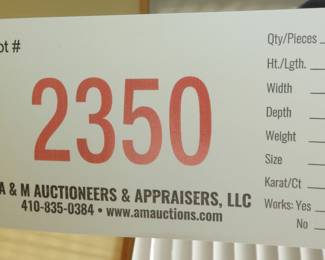 ot #
2350
A & M AUCTIONEERS & APPRAISERS, LLC
410-835-0384 • www.amauctions.com
Qty/Pieces
Ht./Lgth.
Width
Depth
Weight
Size
Karat/Ct
Works: Yes
No